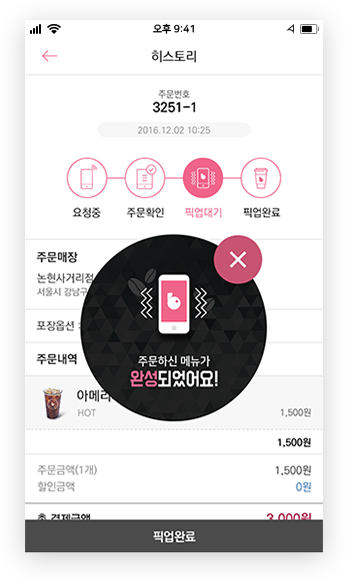 오후 9:41
히스토리
주문번호
3251-1
2016.12.02 10:25
요청중 주문확인 픽업대기 픽업완료
주문매장
논현사거리점
서울시 강남구
포장옵션 :
주문하신 메뉴가
완성되었어요!
주문내역
아메리
HOT 1,500원
1,500원
주문금액(1개) 1,500원
할인금액 0원
총 결제금액 3,000원
픽업완료